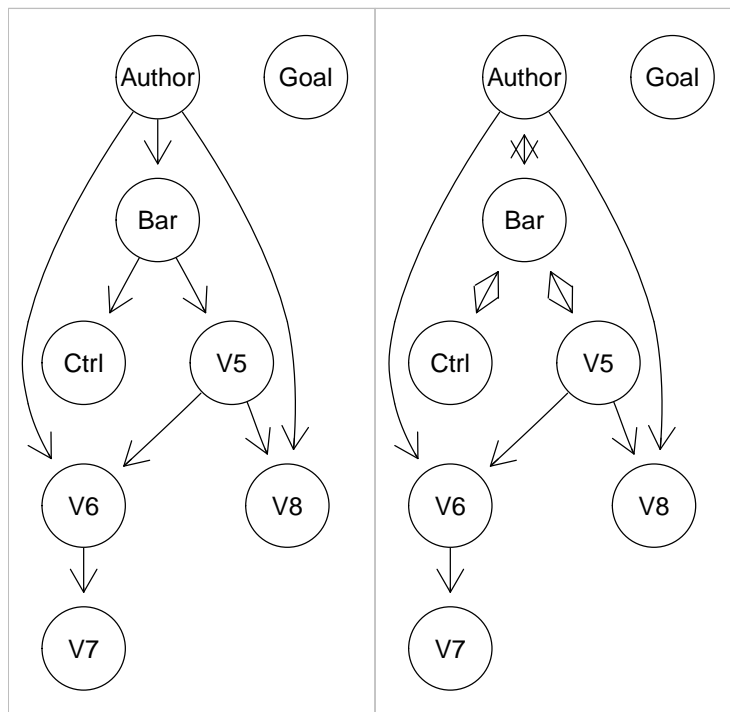 Author
Goal
Bar
Ctrl
V5
V6
V8
V7
Author
Goal
Bar
Ctrl
V5
V6
V8
V7